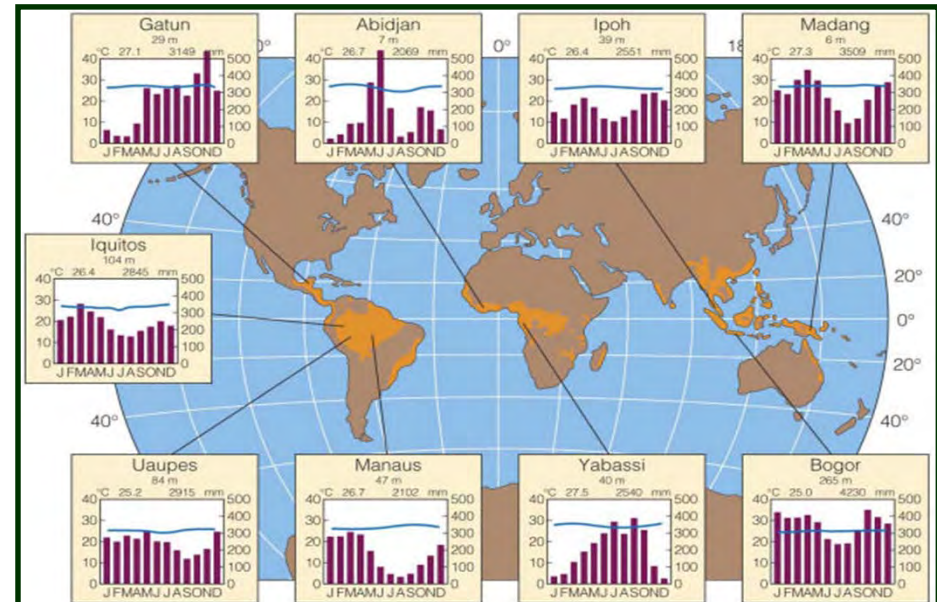 Gatun
29 m
°C 27.1 3149 mm
40 500
30 400
20 300
10 200
0 100
J FMAMJ J ASOND
Abidjan
7 m
°C 26.7 2069 mm
40 500
30 400
20 300
10 200
0 100
J FMAMJ J ASOND
0°
Ipoh
39 m
°C 26.4 2551 mm
40 500
30 400
20 300
10 200
0 100
J FMAMJ J ASOND
18
Madang
6 m
°C 27.3 3509 mm
40 500
30 400
20 300
10 200
0 100
J FMAMJ J ASOND
0°
40°
40°
Iquitos
104 m
°C 26.4 2845 mm
40 500
30 400
20 300
10 200
0 100
0
J FMAMJ J ASOND
20°
0°
20°
40°
40°
Uaupes
84 m
°C 25.2 2915 mm
40 500
30 400
20 300
10 200
0 100
0
J FMAMJ J ASOND
Manaus
47 m
°C 26.7 2102 mm
40 500
30 400
20 300
10 200
0 100
0
J FMAMJ J ASOND
Yabassi
40 m
°C 27.5 2540 mm
40 500
30 400
20 300
10 200
0 100
0
J FMAMJ J ASOND
Bogor
265 m
°C 25.0 4230 mm
40 500
30 400
20 300
10 200
0 100
0
J FMAMJ J ASOND